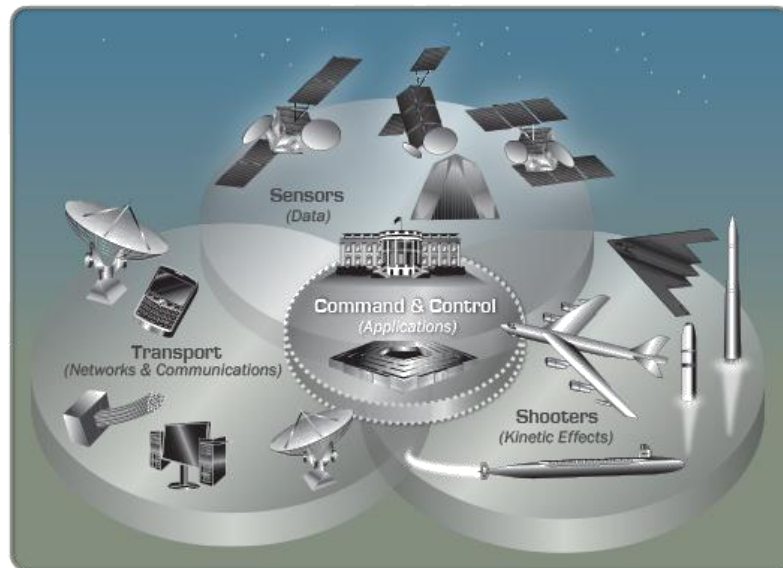 Sensors
(Data)
Command & Control
(Applications)
Transport
(Networks & Communications)
Shooters
(Kinetic Effects)